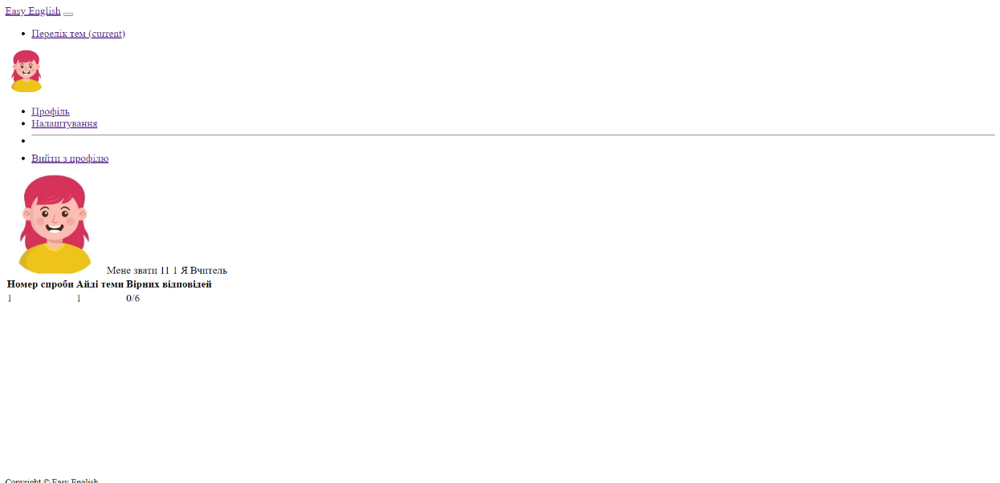 Easy English
Перелік тем (current)
Профіль
Налаштування
Вийти з профілю
Мене звати 11 1 Я Вчитель
Номер спроби Айді теми Вірних відповідей
1 1 0/6
Copyright © Easy English